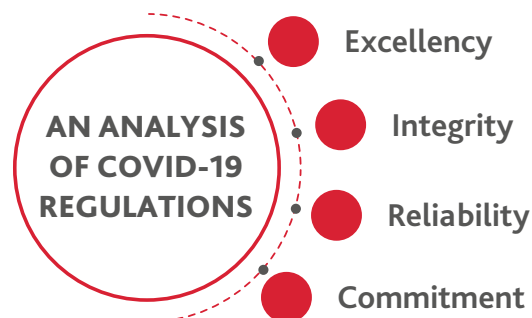 AN ANALYSIS
OF COVID-19
REGULATIONS
Excellency
Integrity
Reliability
Commitment